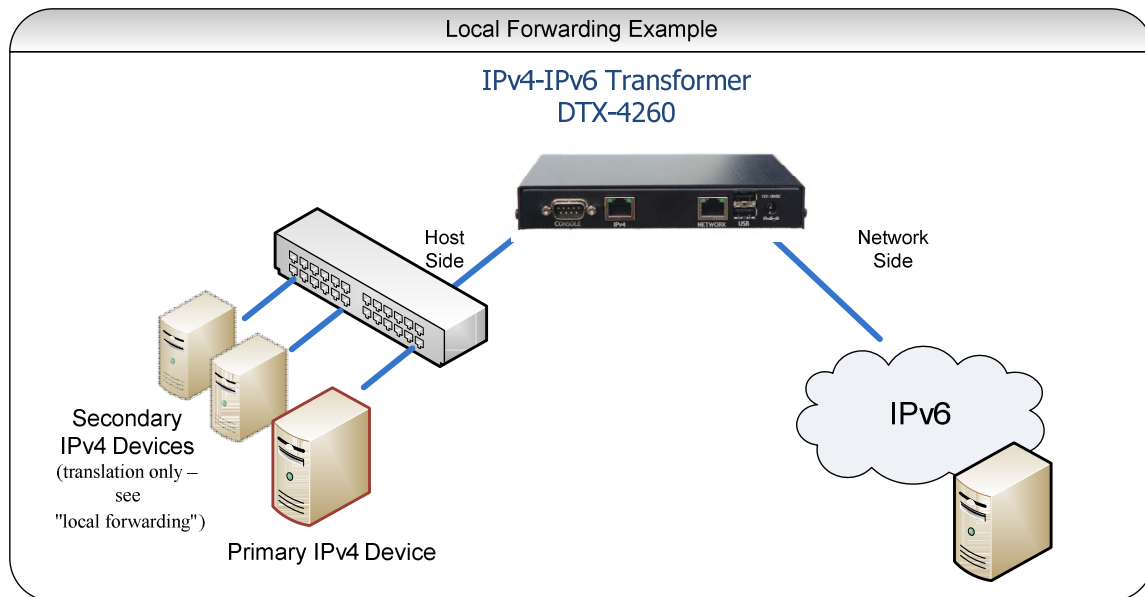 Local Forwarding Example
IPv4-IPv6 Transformer
DTX-4260
CONSOLE
IPv4
NETWORK
USB
Host
Side
Network
Side
IPv6
Secondary
IPv4 Devices
(translation only –
see
"local forwarding")
Primary IPv4 Device